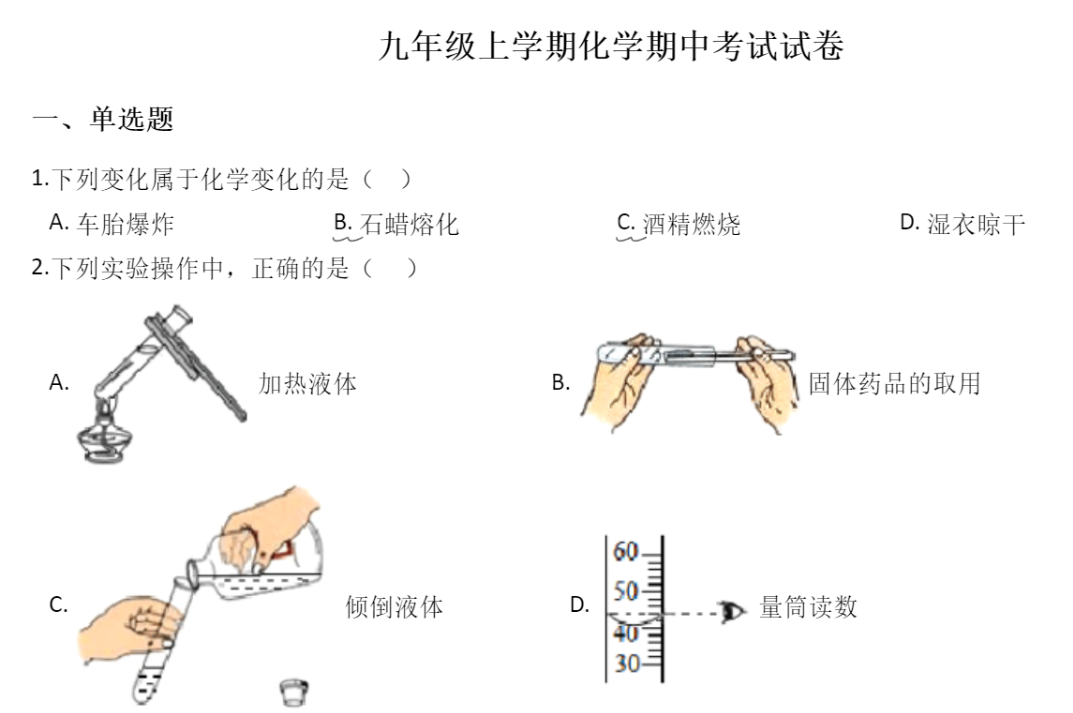 九年级上学期化学期中考试试卷
一、单选题
1.下列变化属于化学变化的是（ ）
A. 车胎爆炸 B. 石蜡熔化 C. 酒精燃烧 D. 湿衣晾干
2.下列实验操作中，正确的是（ ）
A. 加热液体 B. 固体药品的取用
60
50
C. 倾倒液体 D. 量筒读数
40
30